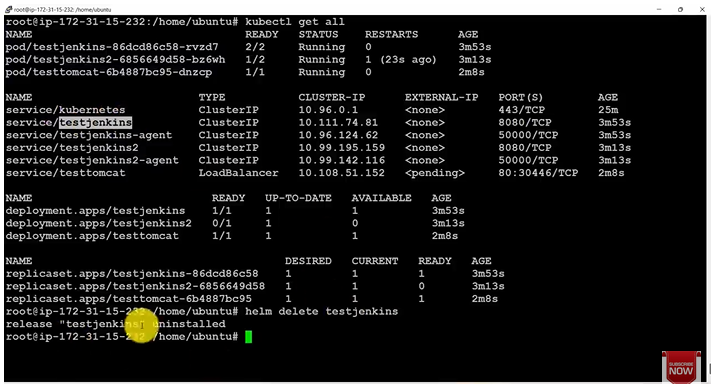 root@ip-172-31-15-232: /home/ubuntu
root@ip-172-31-15-232:/home/ubuntu# kubectl get all
NAME READY STATUS RESTARTS AGE
pod/testjenkins-86dcd86c58-rvzd7 2/2 Running 0 3m53s
pod/testjenkins2-6856649d58-bz6wh 1/2 Running 1 (23s ago) 3m13s
pod/testtomcat-6b4887bc95-dnzcp 1/1 Running 0 2m8s
NAME TYPE CLUSTER-IP EXTERNAL-IP PORT(S) AGE
service/kubernetes ClusterIP 10.96.0.1 <none> 443/TCP 25m
service/testjenkins ClusterIP 10.111.74.81 <none> 8080/TCP 3m53s
service/testjenkins-agent ClusterIP 10.96.124.62 <none> 50000/TCP 3m53s
service/testjenkins2 ClusterIP 10.99.195.159 <none> 8080/TCP 3m13s
service/testjenkins2-agent ClusterIP 10.99.142.116 <none> 50000/TCP 3m13s
service/testtomcat LoadBalancer 10.108.51.152 <pending> 80:30446/TCP 2m8s
NAME READY UP-TO-DATE AVAILABLE AGE
deployment.apps/testjenkins 1/1 1 1 3m53s
deployment.apps/testjenkins2 0/1 1 0 3m13s
deployment.apps/testtomcat 1/1 1 1 2m8s
NAME DESIRED CURRENT READY AGE
replicaset.apps/testjenkins-86dcd86c58 1 1 1 3m53s
replicaset.apps/testjenkins2-6856649d58 1 1 0 3m13s
replicaset.apps/testtomcat-6b4887bc95 1 1 1 2m8s
root@ip-172-31-15-232:/home/ubuntu# helm delete testjenkins
release "testjenkins" uninstalled
root@ip-172-31-15-232:/home/ubuntu#
SUBSCRIBE
NOW